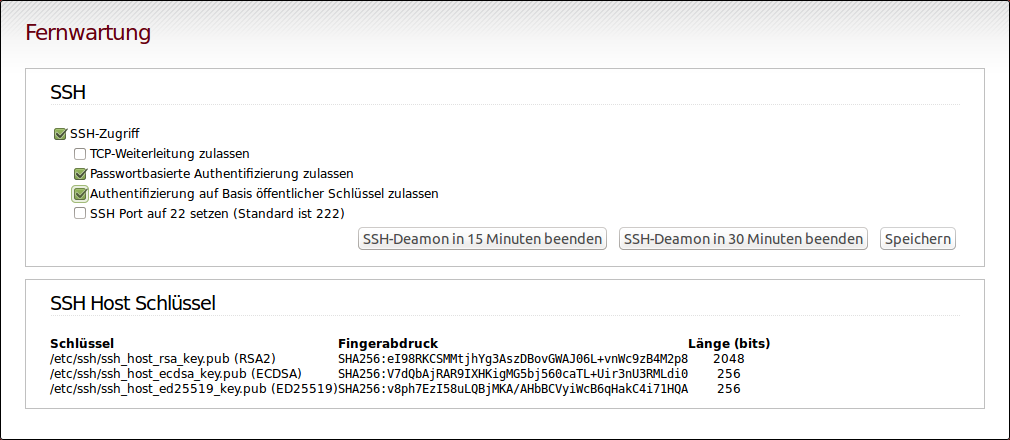 Fernwartung
SSH
SSH-Zugriff
TCP-Weiterleitung zulassen
Passwortbasierte Authentifizierung zulassen
Authentifizierung auf Basis öffentlicher Schlüssel zulassen
SSH Port auf 22 setzen (Standard ist 222)
SSH-Deamon in 15 Minuten beenden SSH-Deamon in 30 Minuten beenden Speichern
SSH Host Schlüssel
Schlüssel Fingerabdruck Länge (bits)
/etc/ssh/ssh_host_rsa_key.pub (RSA2) SHA256:eI98RKCSMMtjhYg3AszDBovGWAJ06L+vnWc9zB4M2p8 2048
/etc/ssh/ssh_host_ecdsa_key.pub (ECDSA) SHA256:V7dQbAjRAR9IXHKigMG5bj560caTL+Uir3nU3RMLdi0 256
/etc/ssh/ssh_host_ed25519_key.pub (ED25519) SHA256:v8ph7EzI58uLQBjMKA/AHbBCVyiWcB6qHakC4i71HQA 256